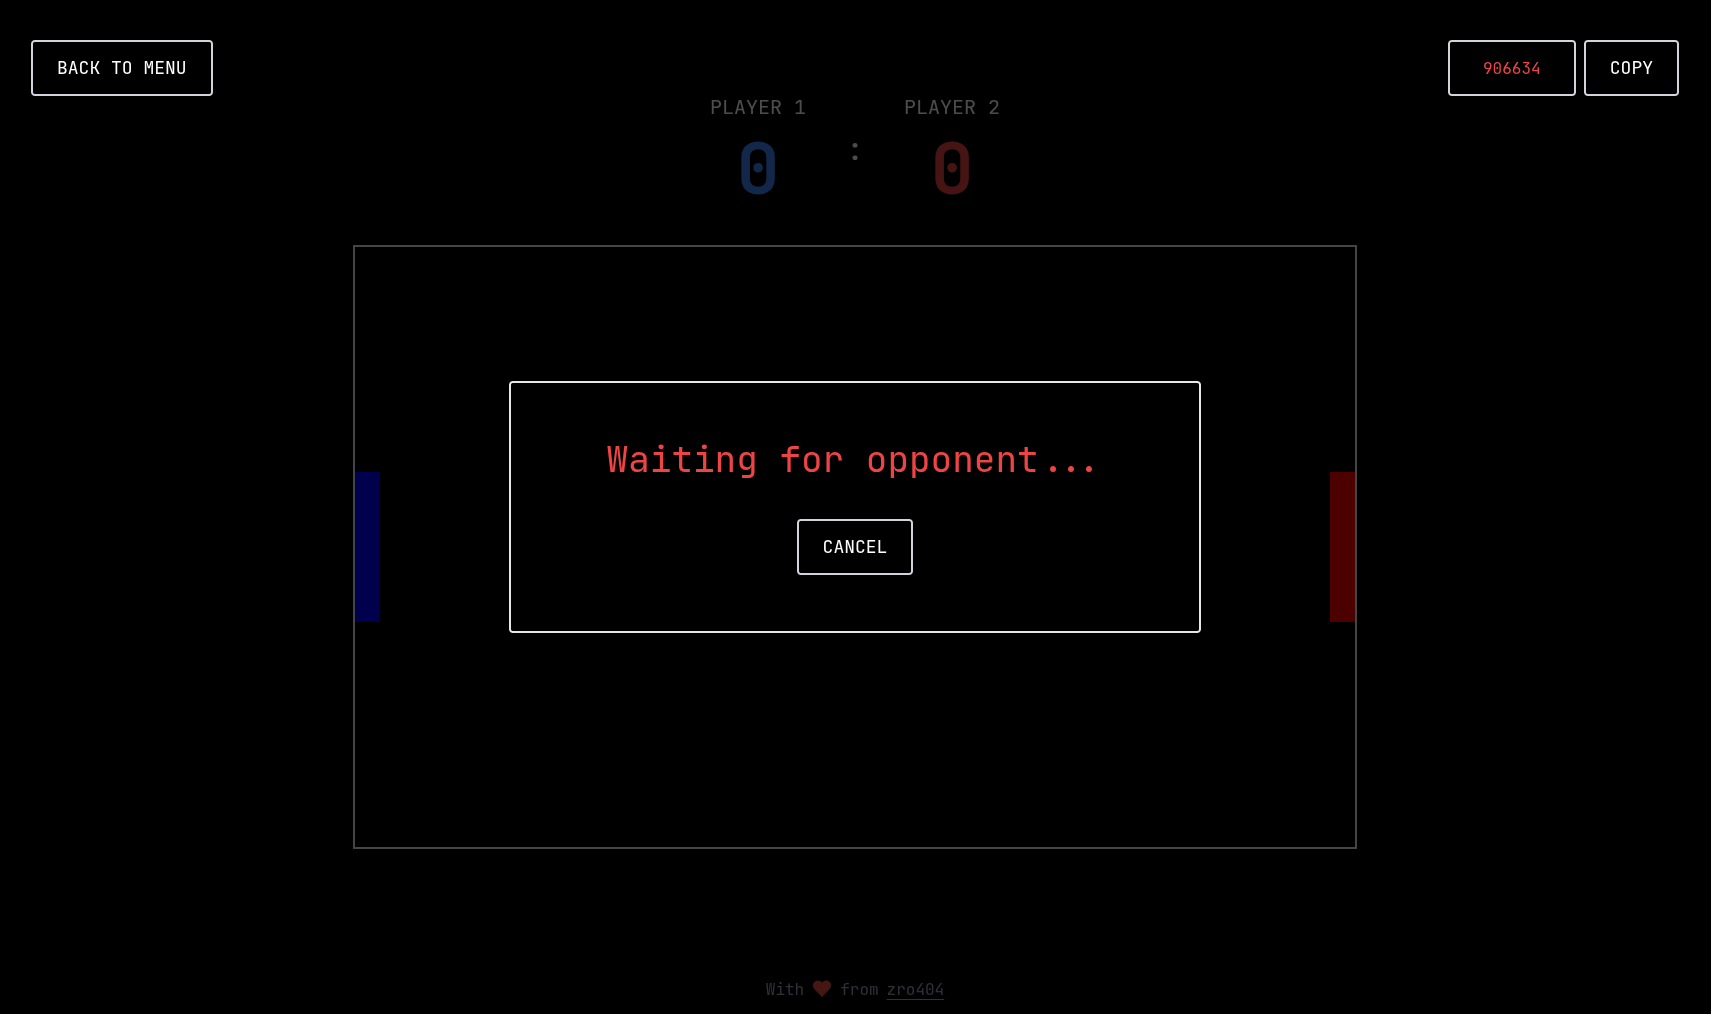 BACK TO MENU
906634
COPY
PLAYER 1
PLAYER 2
0
:
0
Waiting for opponent...
CANCEL
With ❤ from zro404